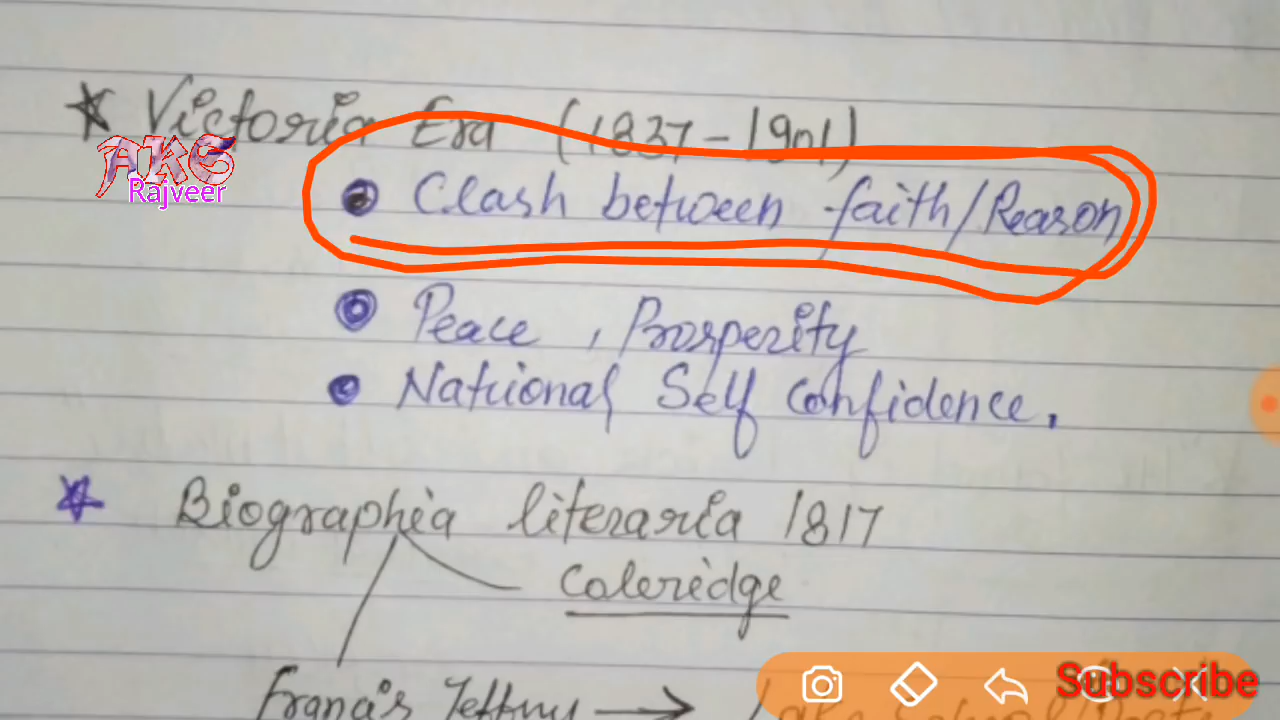 ★ Victoria Era (1837-1901)
AKS
Rajveer
• Clash between faith/Reason
Peace, Prosperity
• National Self Confidence.
☆ Biographia literaria 1817
Coleridge
Francis Jeffrey →
Subscribe